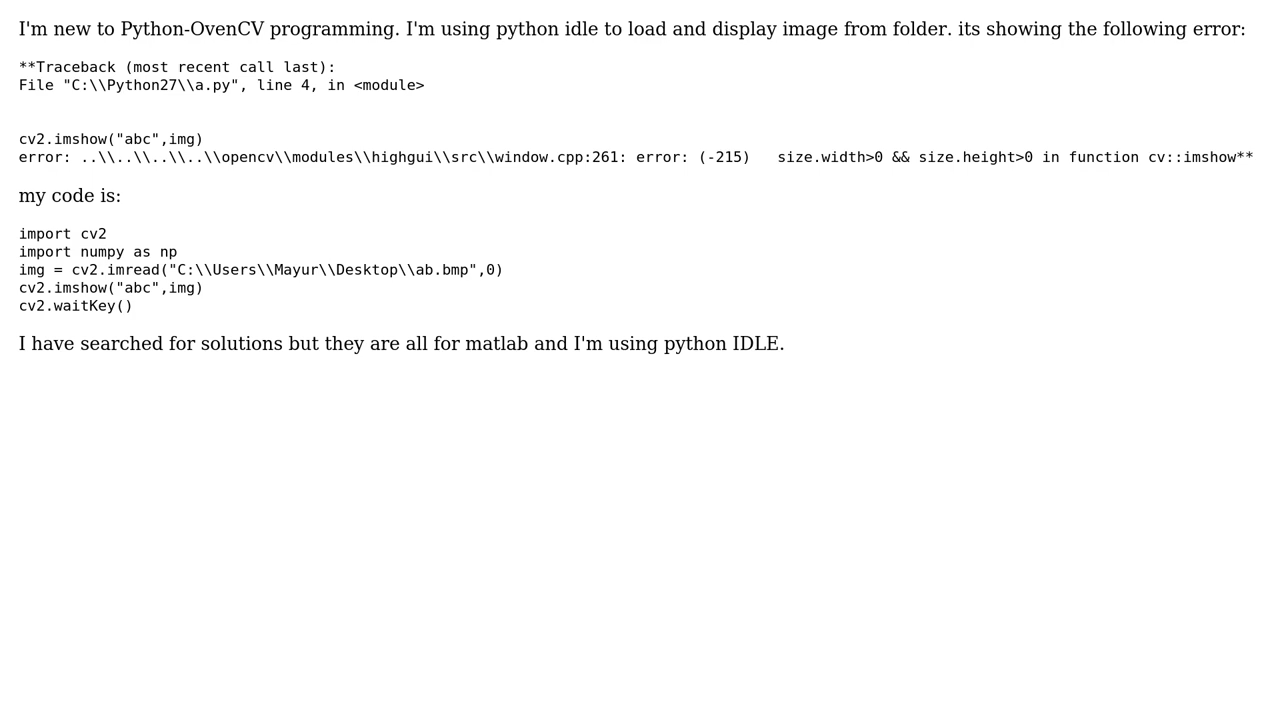 I'm new to Python-OvenCV programming. I'm using python idle to load and display image from folder. its showing the following error:
**Traceback (most recent call last):
File "C:\\Python27\\a.py", line 4, in <module>
cv2.imshow("abc",img)
error: ..\\..\\..\\..\\opencv\\modules\\highgui\\src\\window.cpp:261: error: (-215)   size.width>0 && size.height>0 in function cv::imshow**
my code is:
import cv2
import numpy as np
img = cv2.imread("C:\\Users\\Mayur\\Desktop\\ab.bmp",0)
cv2.imshow("abc",img)
cv2.waitKey()
I have searched for solutions but they are all for matlab and I'm using python IDLE.